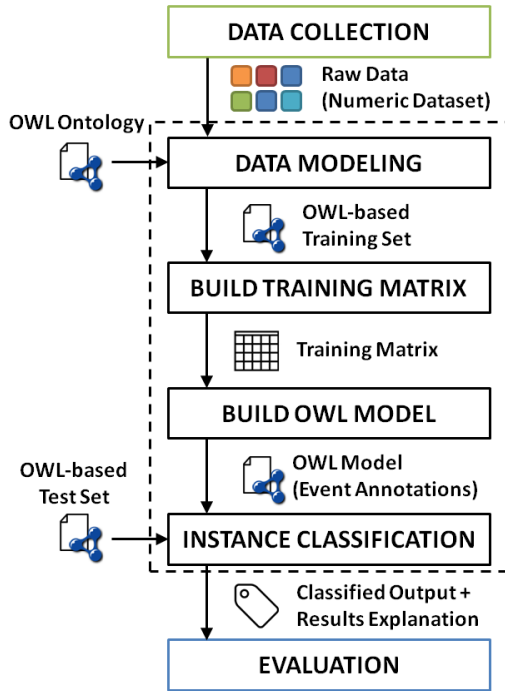 DATA COLLECTION
Raw Data
(Numeric Dataset)
OWL Ontology
DATA MODELING
OWL-based
Training Set
BUILD TRAINING MATRIX
Training Matrix
BUILD OWL MODEL
OWL-based
Test Set
OWL Model
(Event Annotations)
INSTANCE CLASSIFICATION
Classified Output +
Results Explanation
EVALUATION